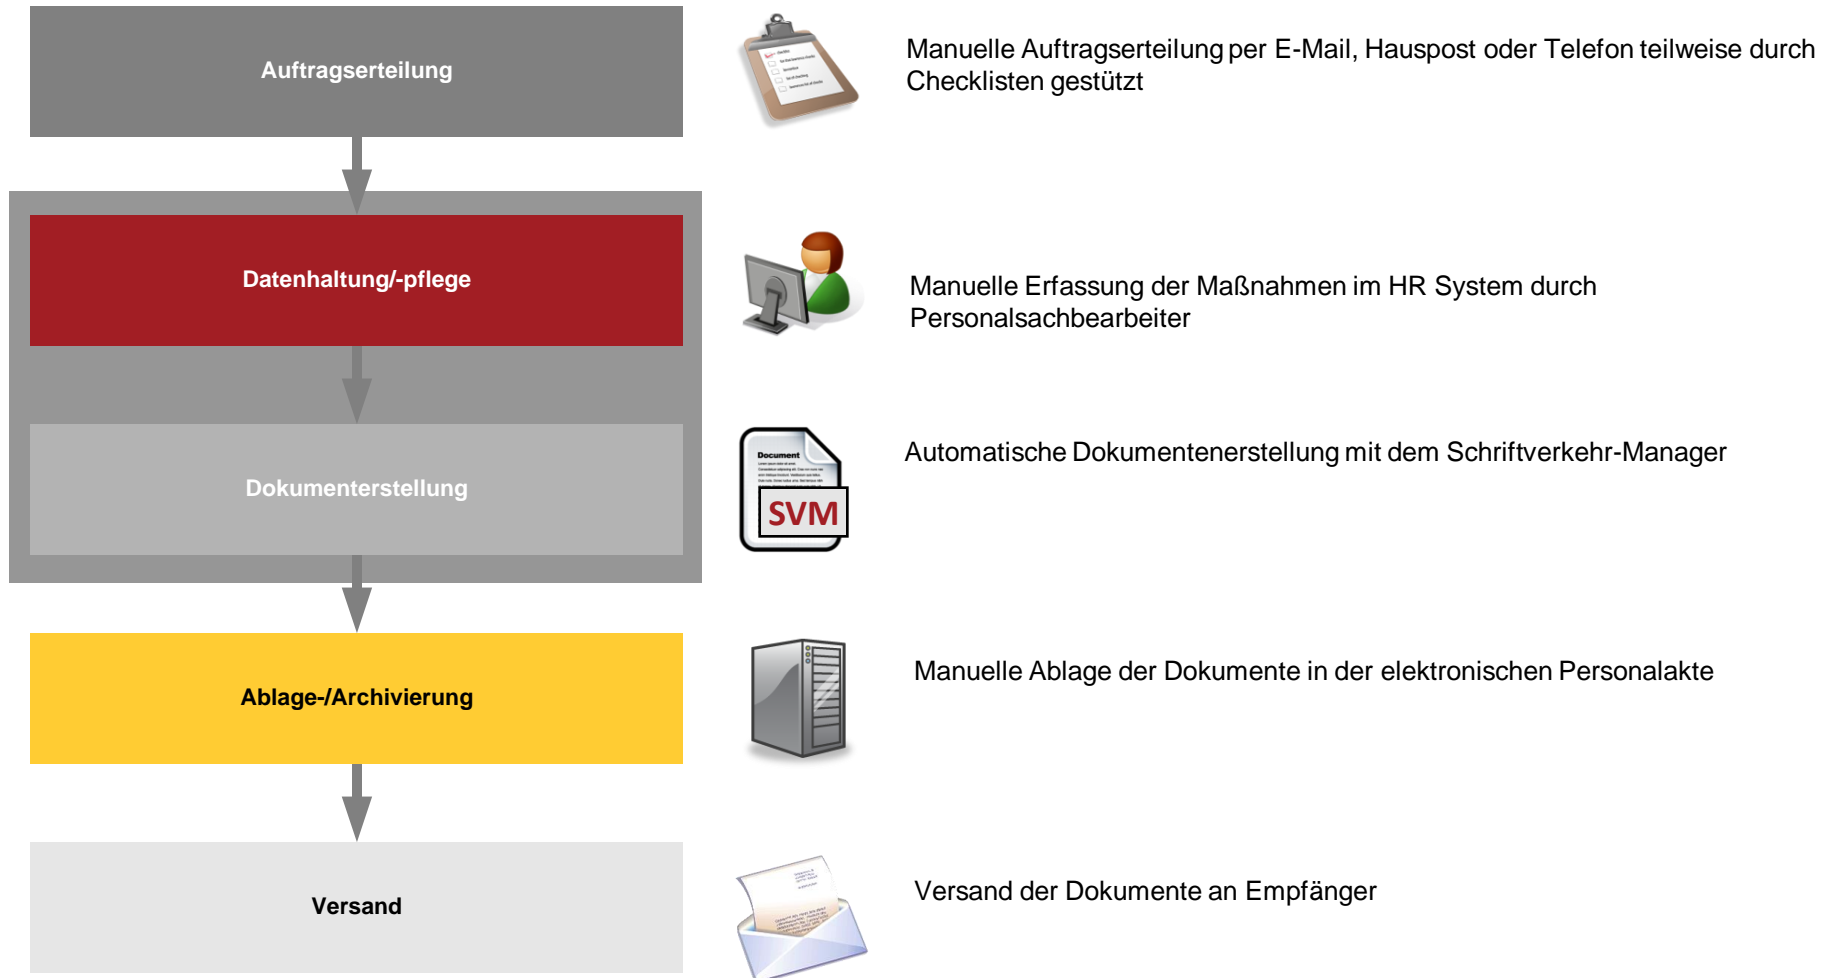 Auftragserteilung
Manuelle Auftragserteilung per E-Mail, Hauspost oder Telefon teilweise durch
Checklisten gestützt
Datenhaltung/-pflege
Manuelle Erfassung der Maßnahmen im HR System durch
Personalsachbearbeiter
Dokumenterstellung
Document
SVM
Automatische Dokumentenerstellung mit dem Schriftverkehr-Manager
Ablage-/Archivierung
Manuelle Ablage der Dokumente in der elektronischen Personalakte
Versand
Versand der Dokumente an Empfänger